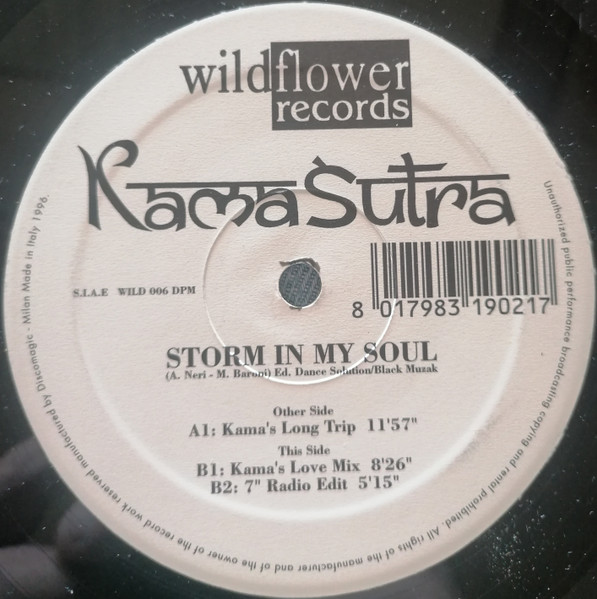 wildflower
records
Kama Sutra
S.I.A.E WILD 006 DPM
8 017983 190217
STORM IN MY SOUL
(A. Neri - M. Baroni) Ed. Dance Solution/Black Muzak
Other Side
A1: Kama's Long Trip 11'57"
This Side
B1: Kama's Love Mix 8'26"
B2: 7" Radio Edit 5'15"
Unauthorized public performance broadcasting copying and rental prohibited. All rights of the manufacturer and of the owner of the record work reserved manufactured by Discomagic - Milan Made in Italy 1996.